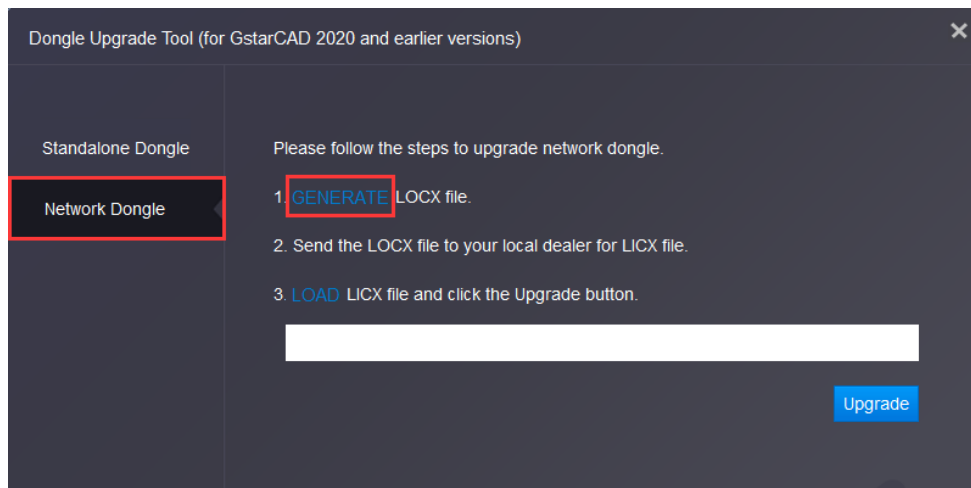 Dongle Upgrade Tool (for GstarCAD 2020 and earlier versions)
Standalone Dongle
Network Dongle
Please follow the steps to upgrade network dongle.
1. GENERATE LOCX file.
2. Send the LOCX file to your local dealer for LICX file.
3. LOAD LICX file and click the Upgrade button.
Upgrade